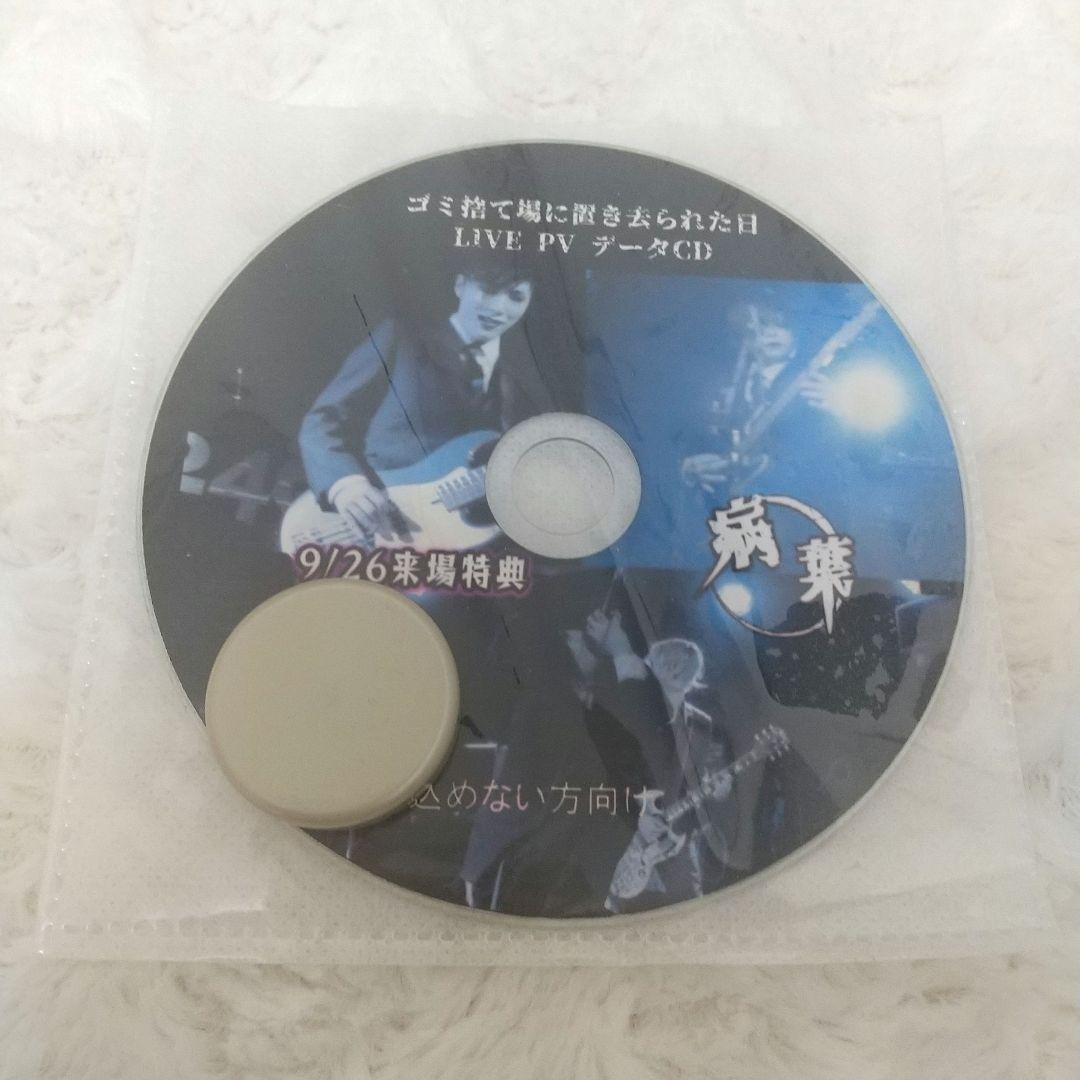 ゴミ捨て場に置き去られた日
LIVE PV データCD
24
9/26来場特典
病葉
込めない方向け